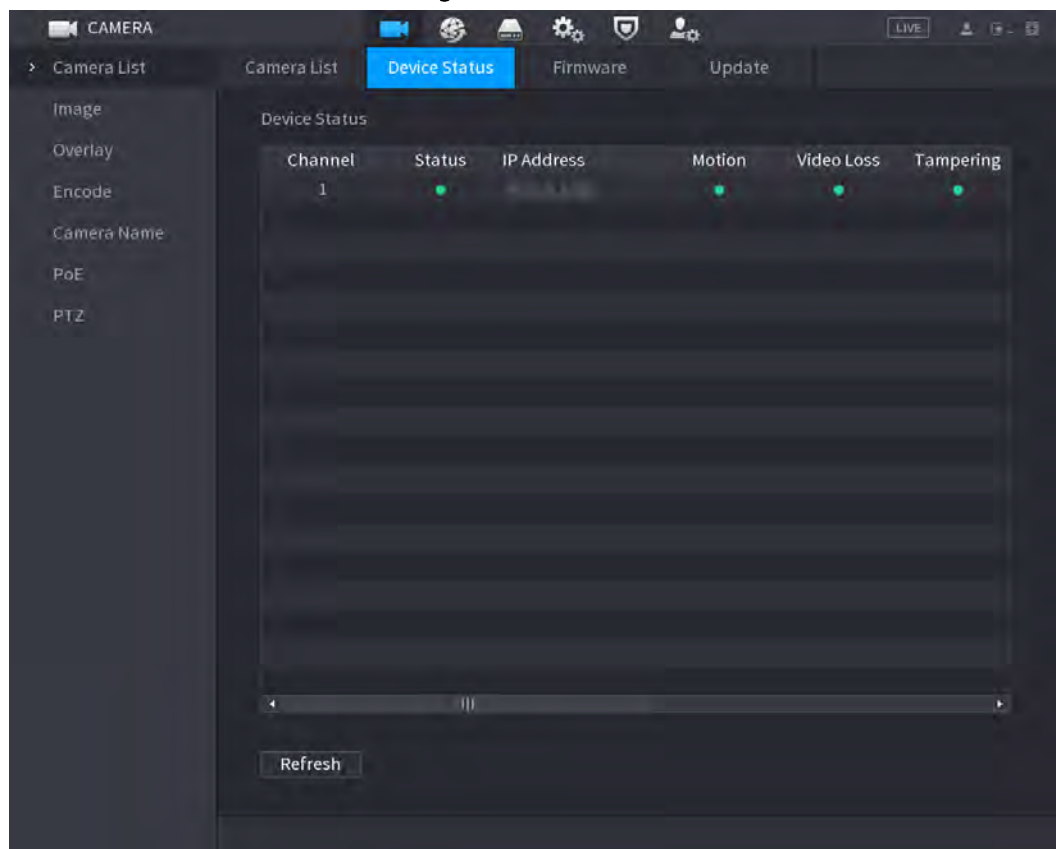 CAMERA LIVE
Camera List Camera List Device Status Firmware Update
Image
Device Status
Overlay
Channel Status IP Address Motion Video Loss Tampering
1
Encode
Camera Name
PoE
PTZ
Refresh